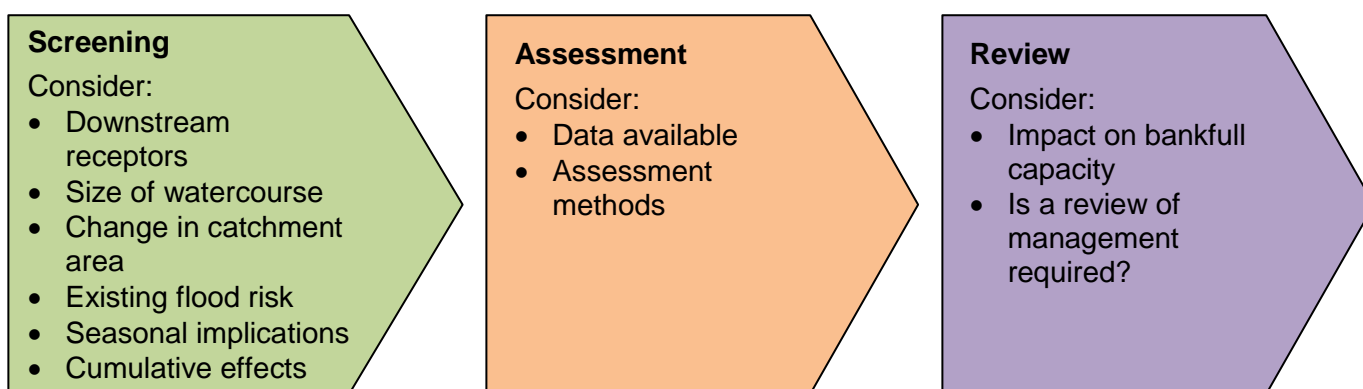 Screening
Consider:
• Downstream
receptors
• Size of watercourse
• Change in catchment
area
• Existing flood risk
• Seasonal implications
• Cumulative effects
Assessment
Consider:
• Data available
• Assessment
methods
Review
Consider:
• Impact on bankfull
capacity
• Is a review of
management
required?